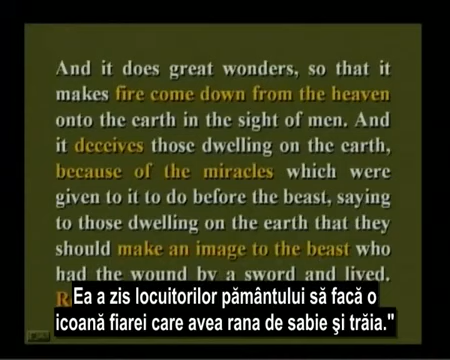 And it does great wonders, so that it
makes fire come down from the heaven
onto the earth in the sight of men. And
it deceives those dwelling on the earth,
because of the miracles which were
given to it to do before the beast, saying
to those dwelling on the earth that they
should make an image to the beast who
had the wound by a sword and lived.
R
Ea a zis locuitorilor pământului să facă o
icoană fiarei care avea rana de sabie şi trăia."